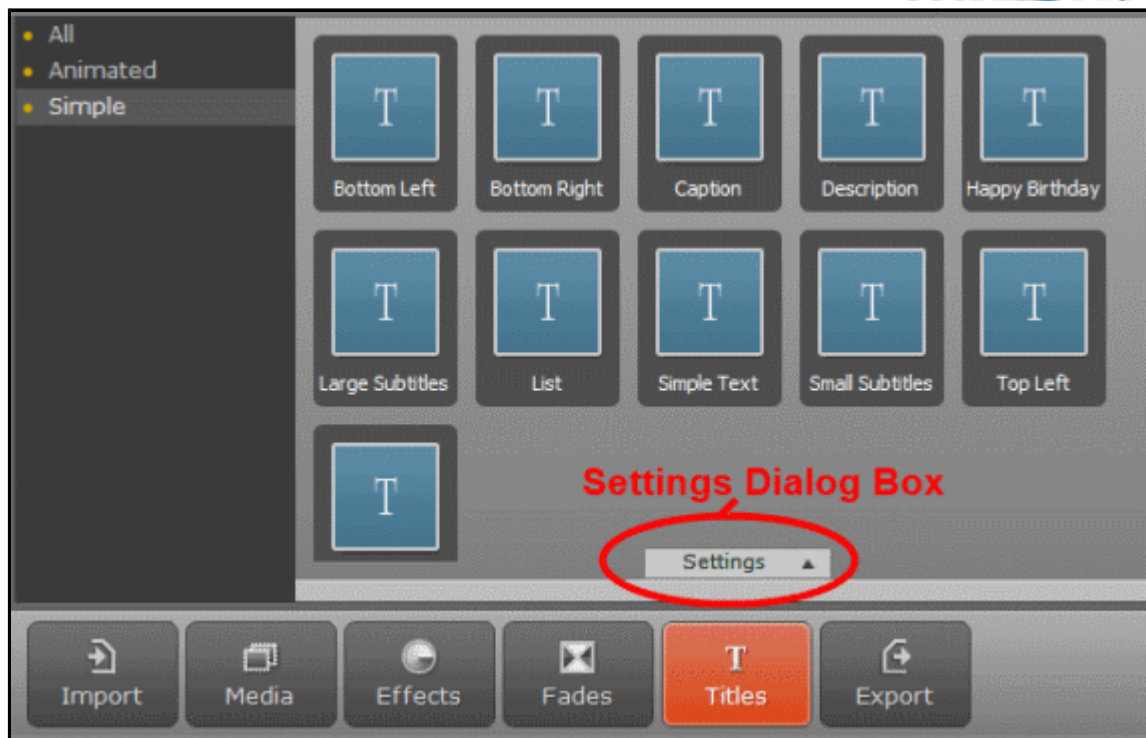 All
Animated
Simple
T T T T T
Bottom Left Bottom Right Caption Description Happy Birthday
T T T T T
Large Subtitles List Simple Text Small Subtitles Top Left
T
Settings Dialog Box
Settings
T
Import Media Effects Fades Titles Export